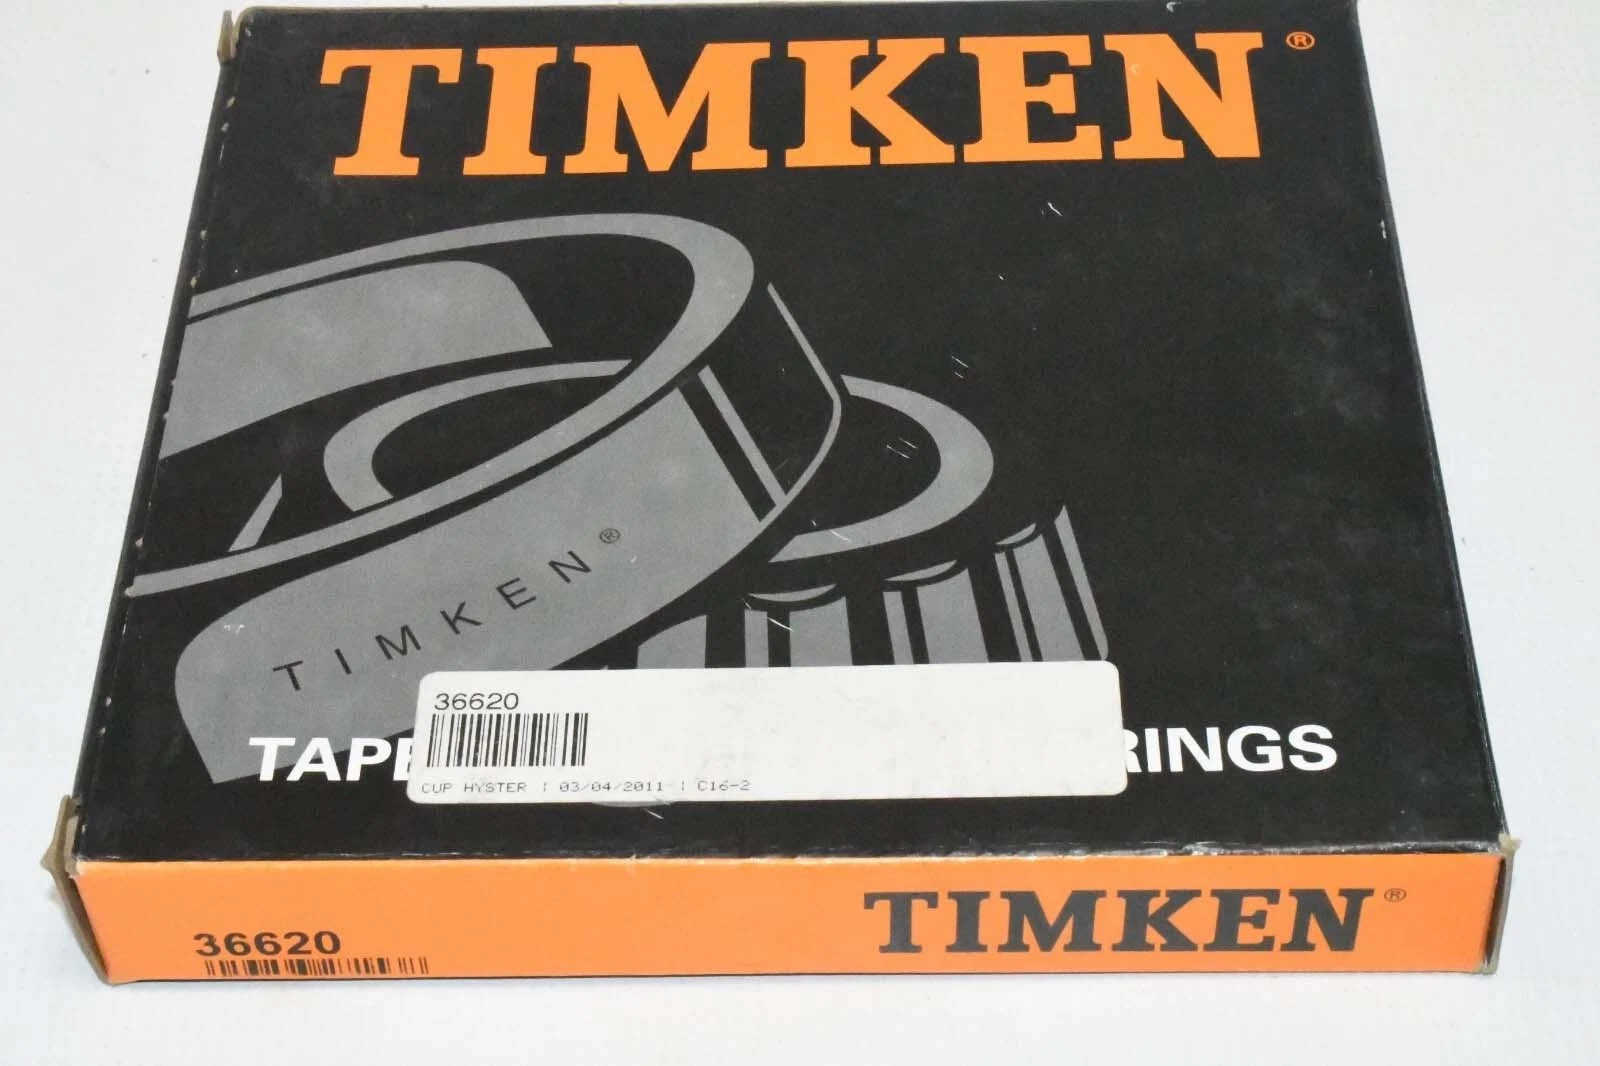 TIMKEN®
TIMKEN®
36620
TAPE RINGS
CUP HYSTER | 03/04/2011 | C16-2
TIMKEN®
36620